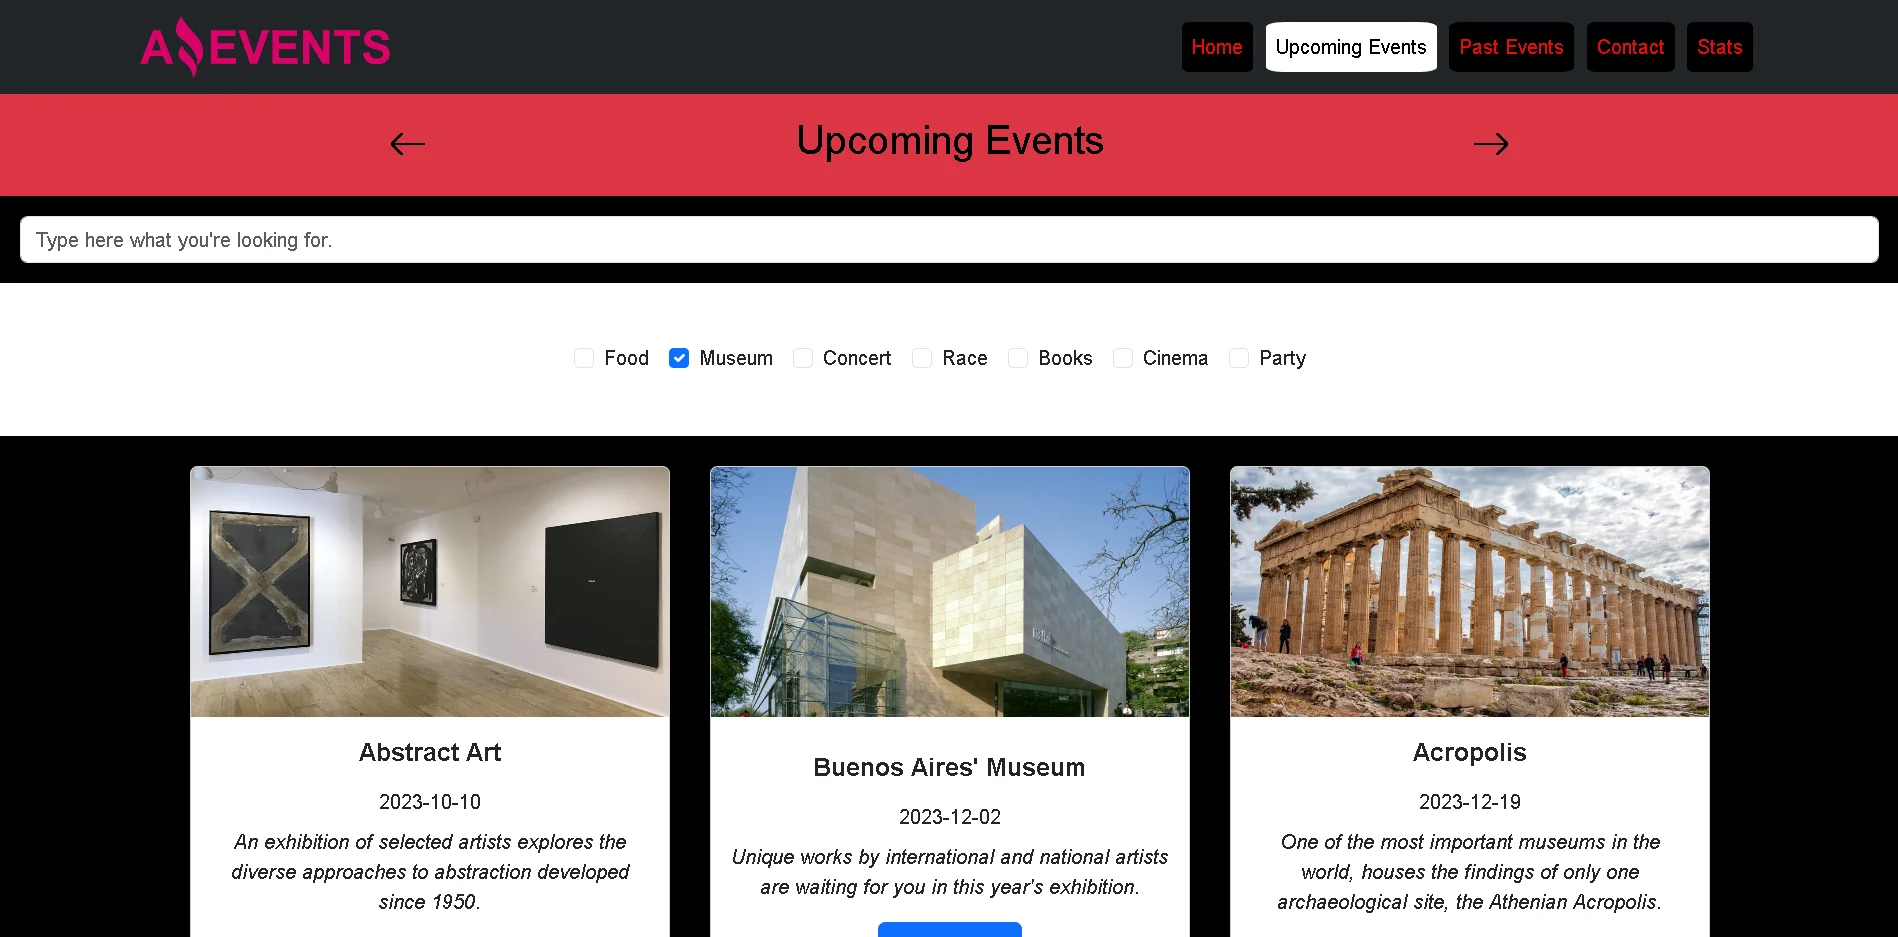 A EVENTS
Home
Upcoming Events
Past Events
Contact
Stats
Upcoming Events
Type here what you're looking for.
Food
Museum
Concert
Race
Books
Cinema
Party
Abstract Art
2023-10-10
An exhibition of selected artists explores the
diverse approaches to abstraction developed
since 1950.
Buenos Aires' Museum
2023-12-02
Unique works by international and national artists
are waiting for you in this year's exhibition.
Acropolis
2023-12-19
One of the most important museums in the
world, houses the findings of only one
archaeological site, the Athenian Acropolis.